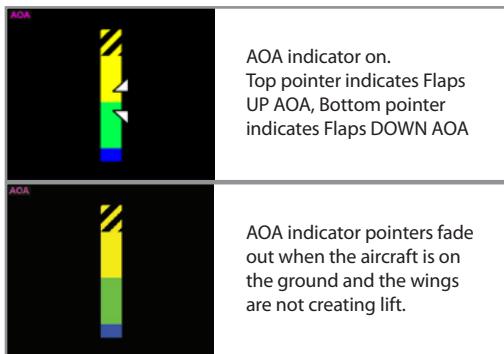 AOA
AOA indicator on.
Top pointer indicates Flaps
UP AOA, Bottom pointer
indicates Flaps DOWN AOA
AOA
AOA indicator pointers fade
out when the aircraft is on
the ground and the wings
are not creating lift.